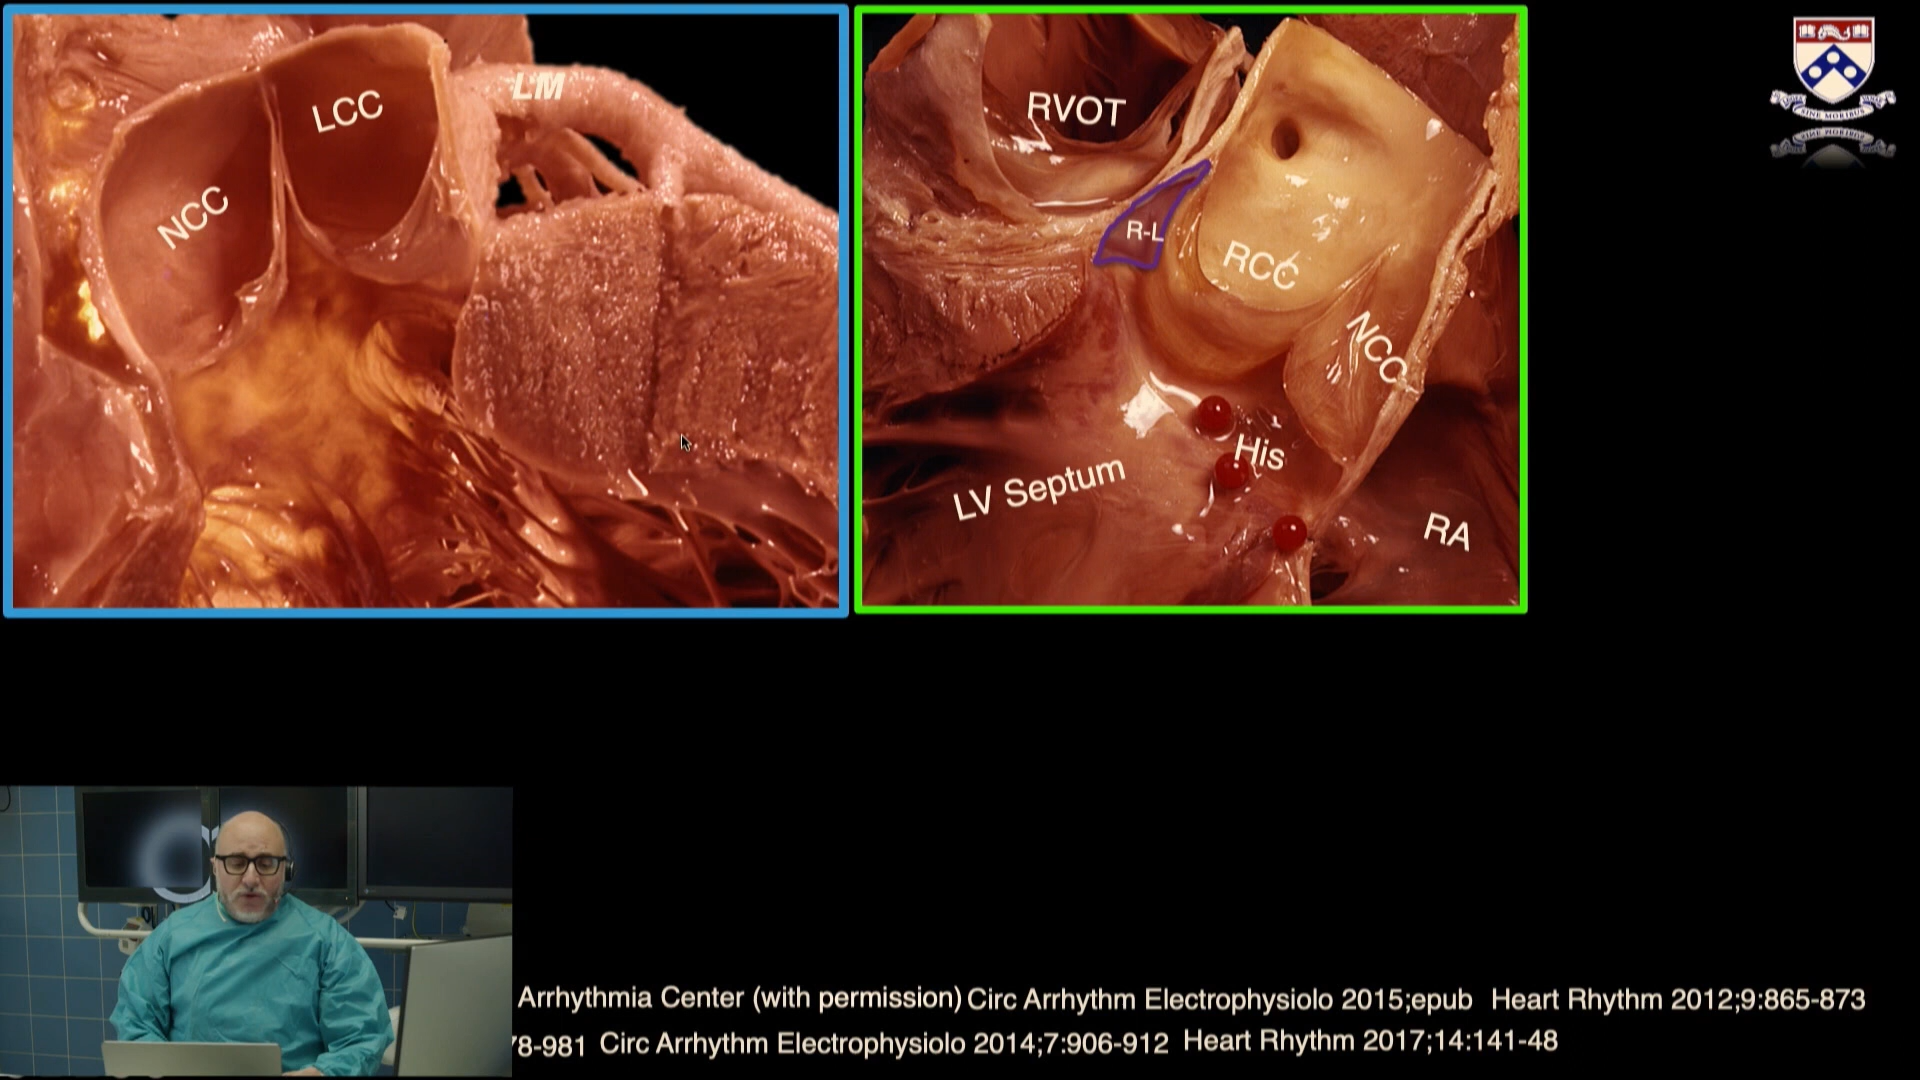 LCC
LM
NCC
RVOT
R-L
RCC
NCC
His
LV Septum
RA
SINE MORIBUS
Arrhythmia Center (with permission) Circ Arrhythm Electrophysiolo 2015;epub Heart Rhythm 2012;9:865-873
78-981 Circ Arrhythm Electrophysiolo 2014;7:906-912 Heart Rhythm 2017;14:141-48